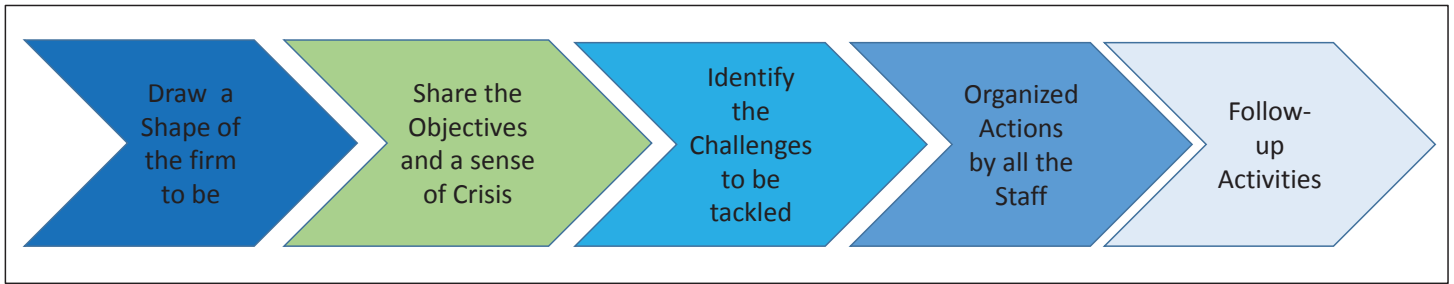 Draw a
Shape of
the firm
to be
Share the
Objectives
and a sense
of Crisis
Identify
the
Challenges
to be
tackled
Organized
Actions
by all the
Staff
Follow-
up
Activities